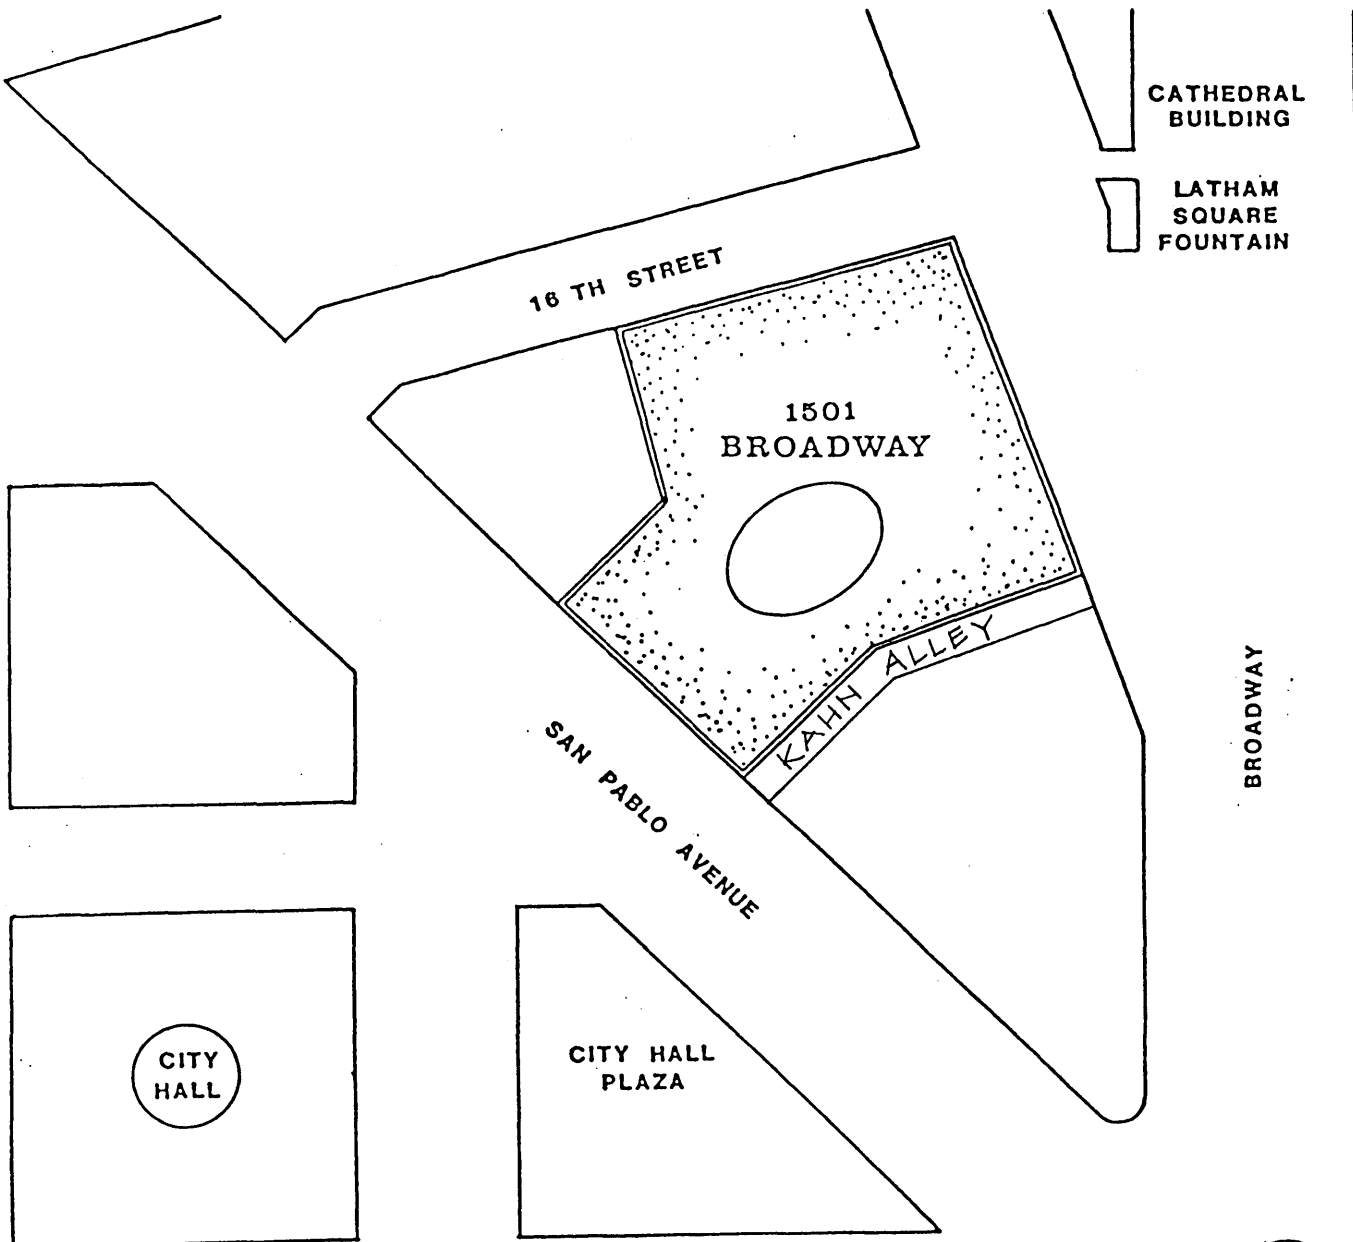 CATHEDRAL
BUILDING
LATHAM
SQUARE
FOUNTAIN
16 TH STREET
1501
BROADWAY
KAHN ALLEY
BROADWAY
SAN PABLO AVENUE
CITY
HALL
CITY HALL
PLAZA